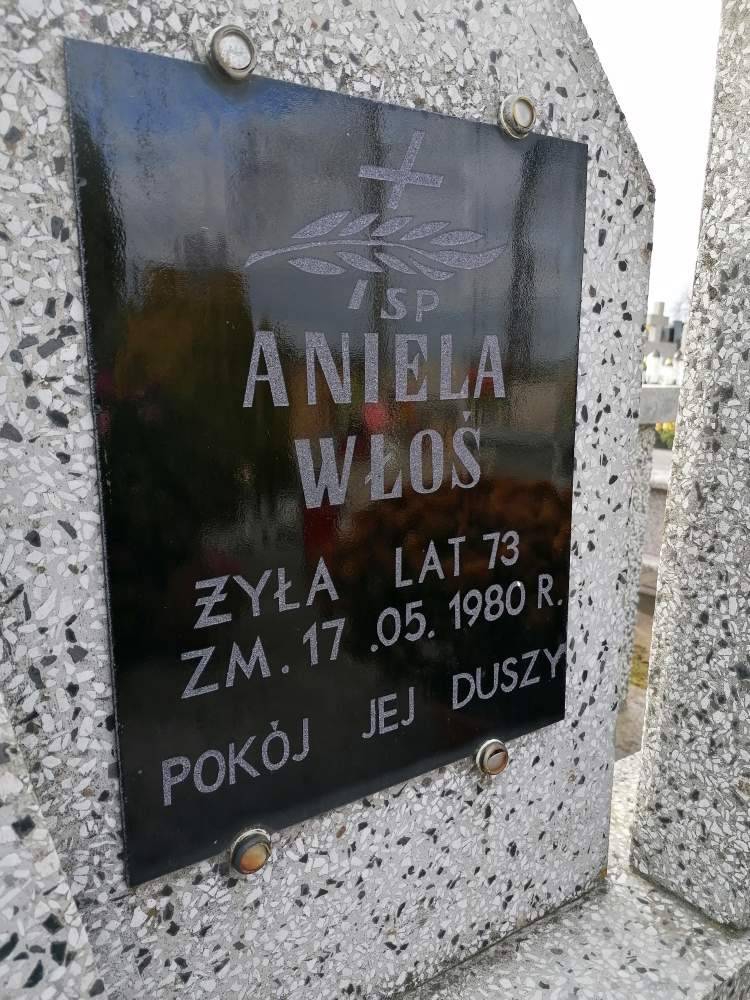 ŚP
ANIELA
WŁOŚ
ŻYŁA LAT 73
ZM. 17.05.1980 R.
POKÓJ JEJ DUSZY